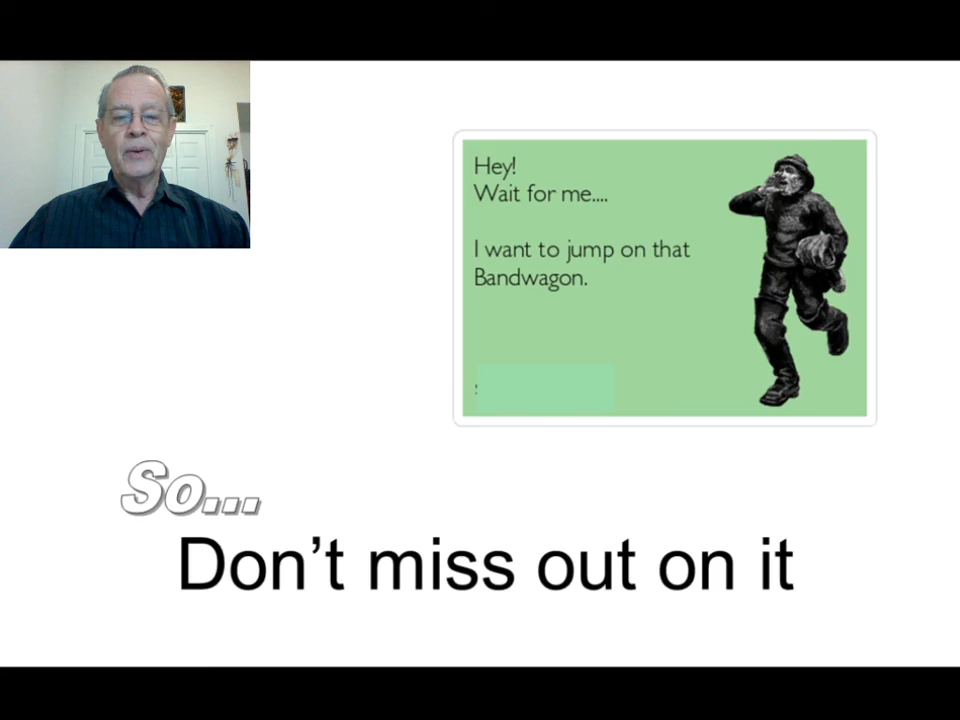 Hey!
Wait for me....
I want to jump on that
Bandwagon.
So...
Don’t miss out on it